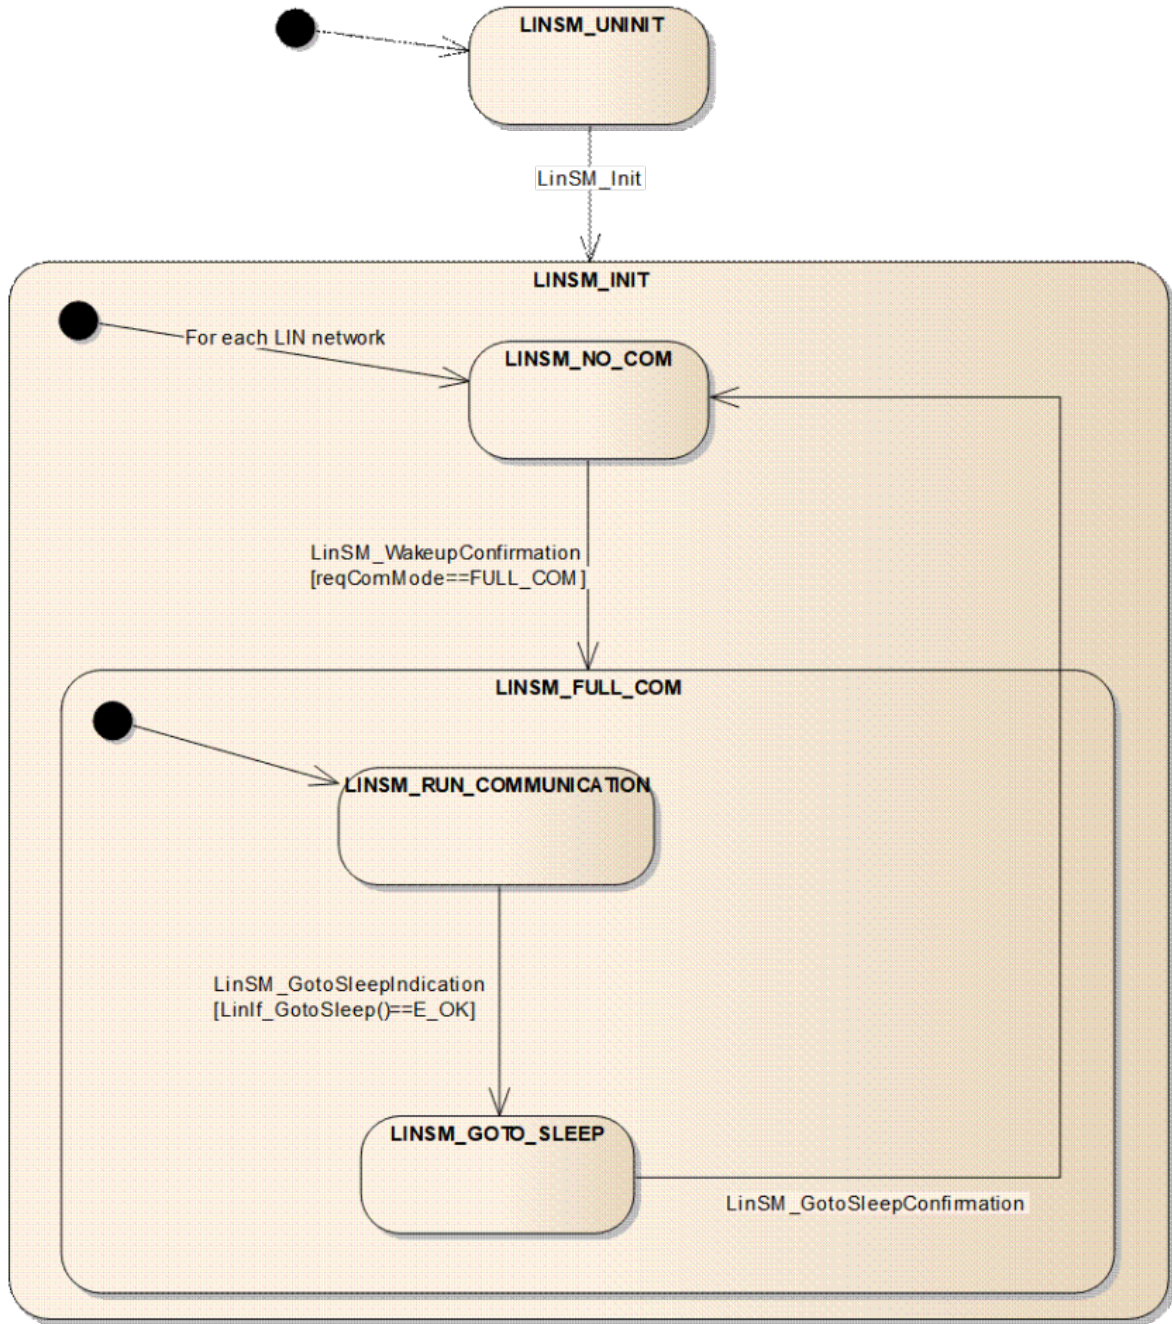 LINSM_UNINIT
LinSM_Init
LINSM_INIT
For each LIN network
LINSM_NO_COM
LinSM_WakeupConfirmation
[reqComMode==FULL_COM]
LINSM_FULL_COM
LINSM_RUN_COMMUNICATION
LinSM_GotoSleepIndication
[LinIf_GotoSleep()==E_OK]
LINSM_GOTO_SLEEP
LinSM_GotoSleepConfirmation